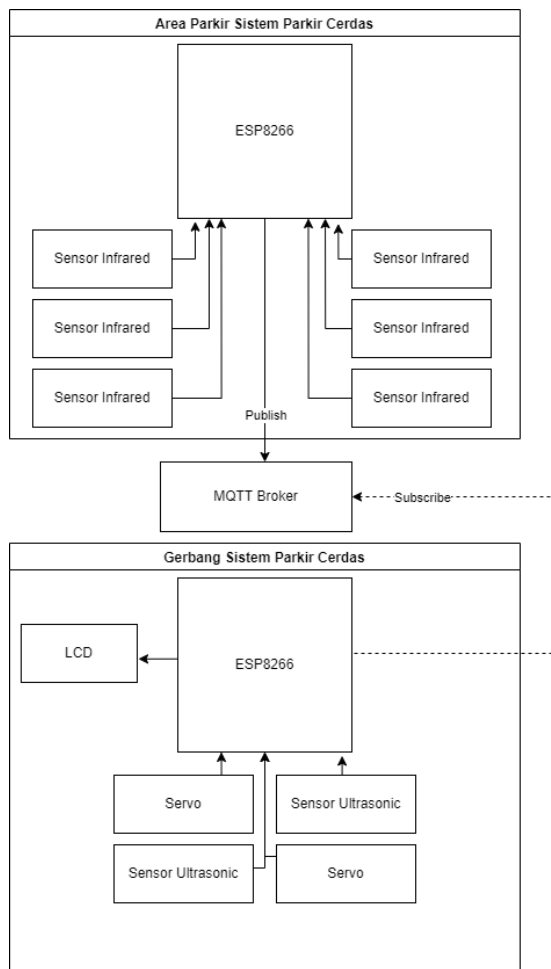 Area Parkir Sistem Parkir Cerdas
ESP8266
Sensor Infrared
Sensor Infrared
Sensor Infrared
Sensor Infrared
Sensor Infrared
Sensor Infrared
Publish
MQTT Broker
Subscribe
Gerbang Sistem Parkir Cerdas
LCD
ESP8266
Servo
Sensor Ultrasonic
Sensor Ultrasonic
Servo